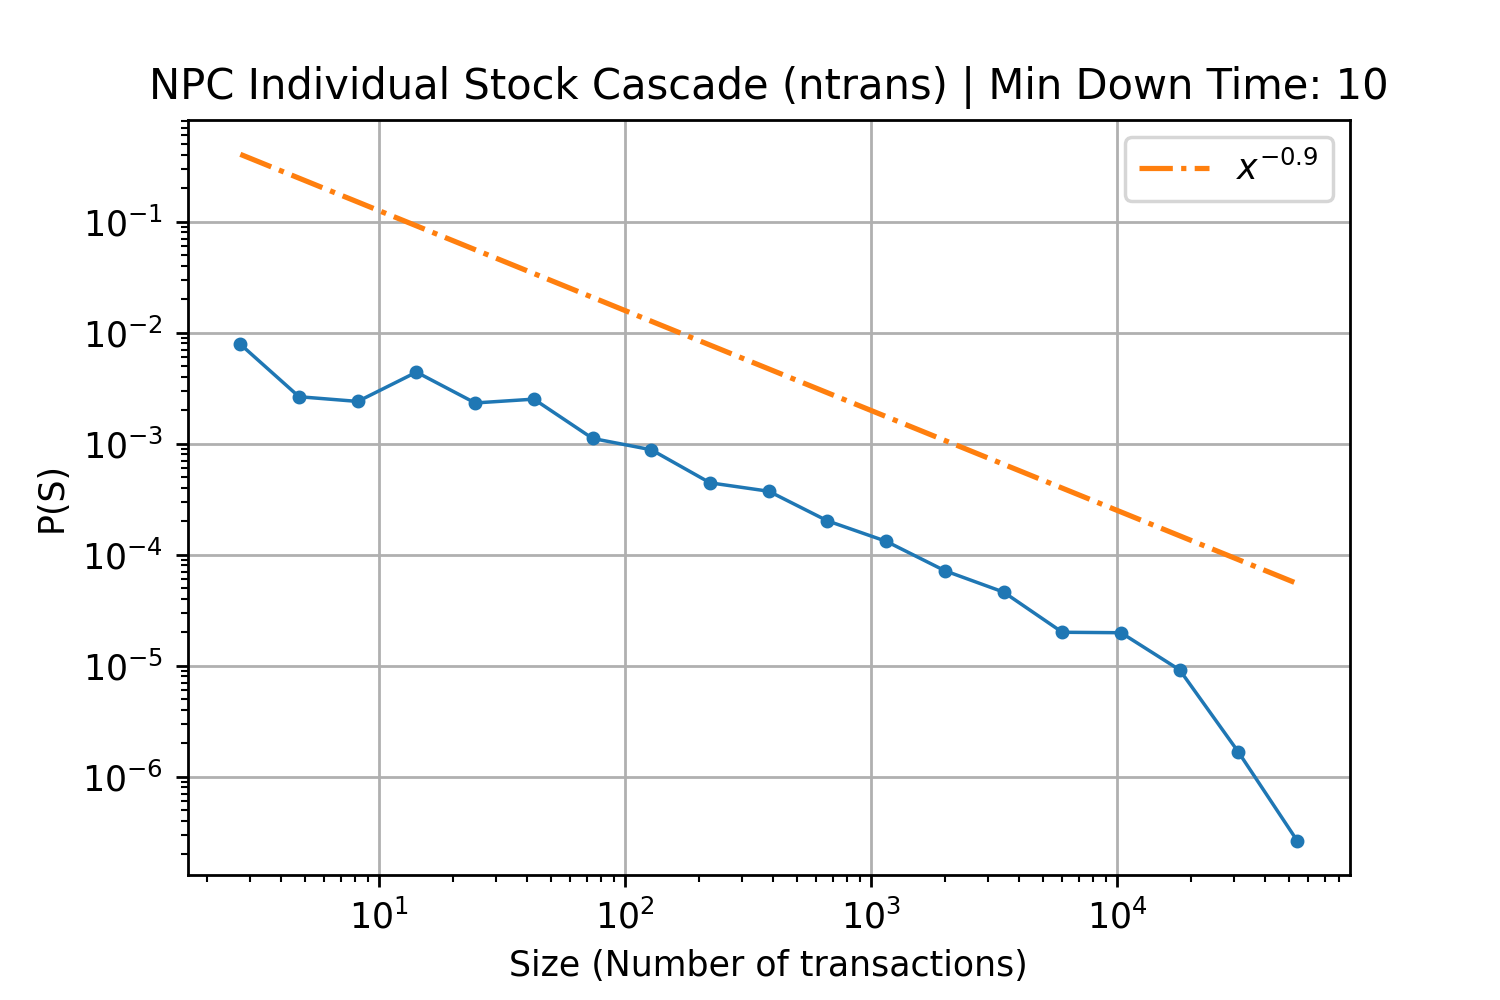 NPC Individual Stock Cascade (ntrans) | Min Down Time: 10
x^{-0.9}
10^{-1}
10^{-2}
10^{-3}
10^{-4}
10^{-5}
10^{-6}
P(S)
10^1 10^2 10^3 10^4
Size (Number of transactions)